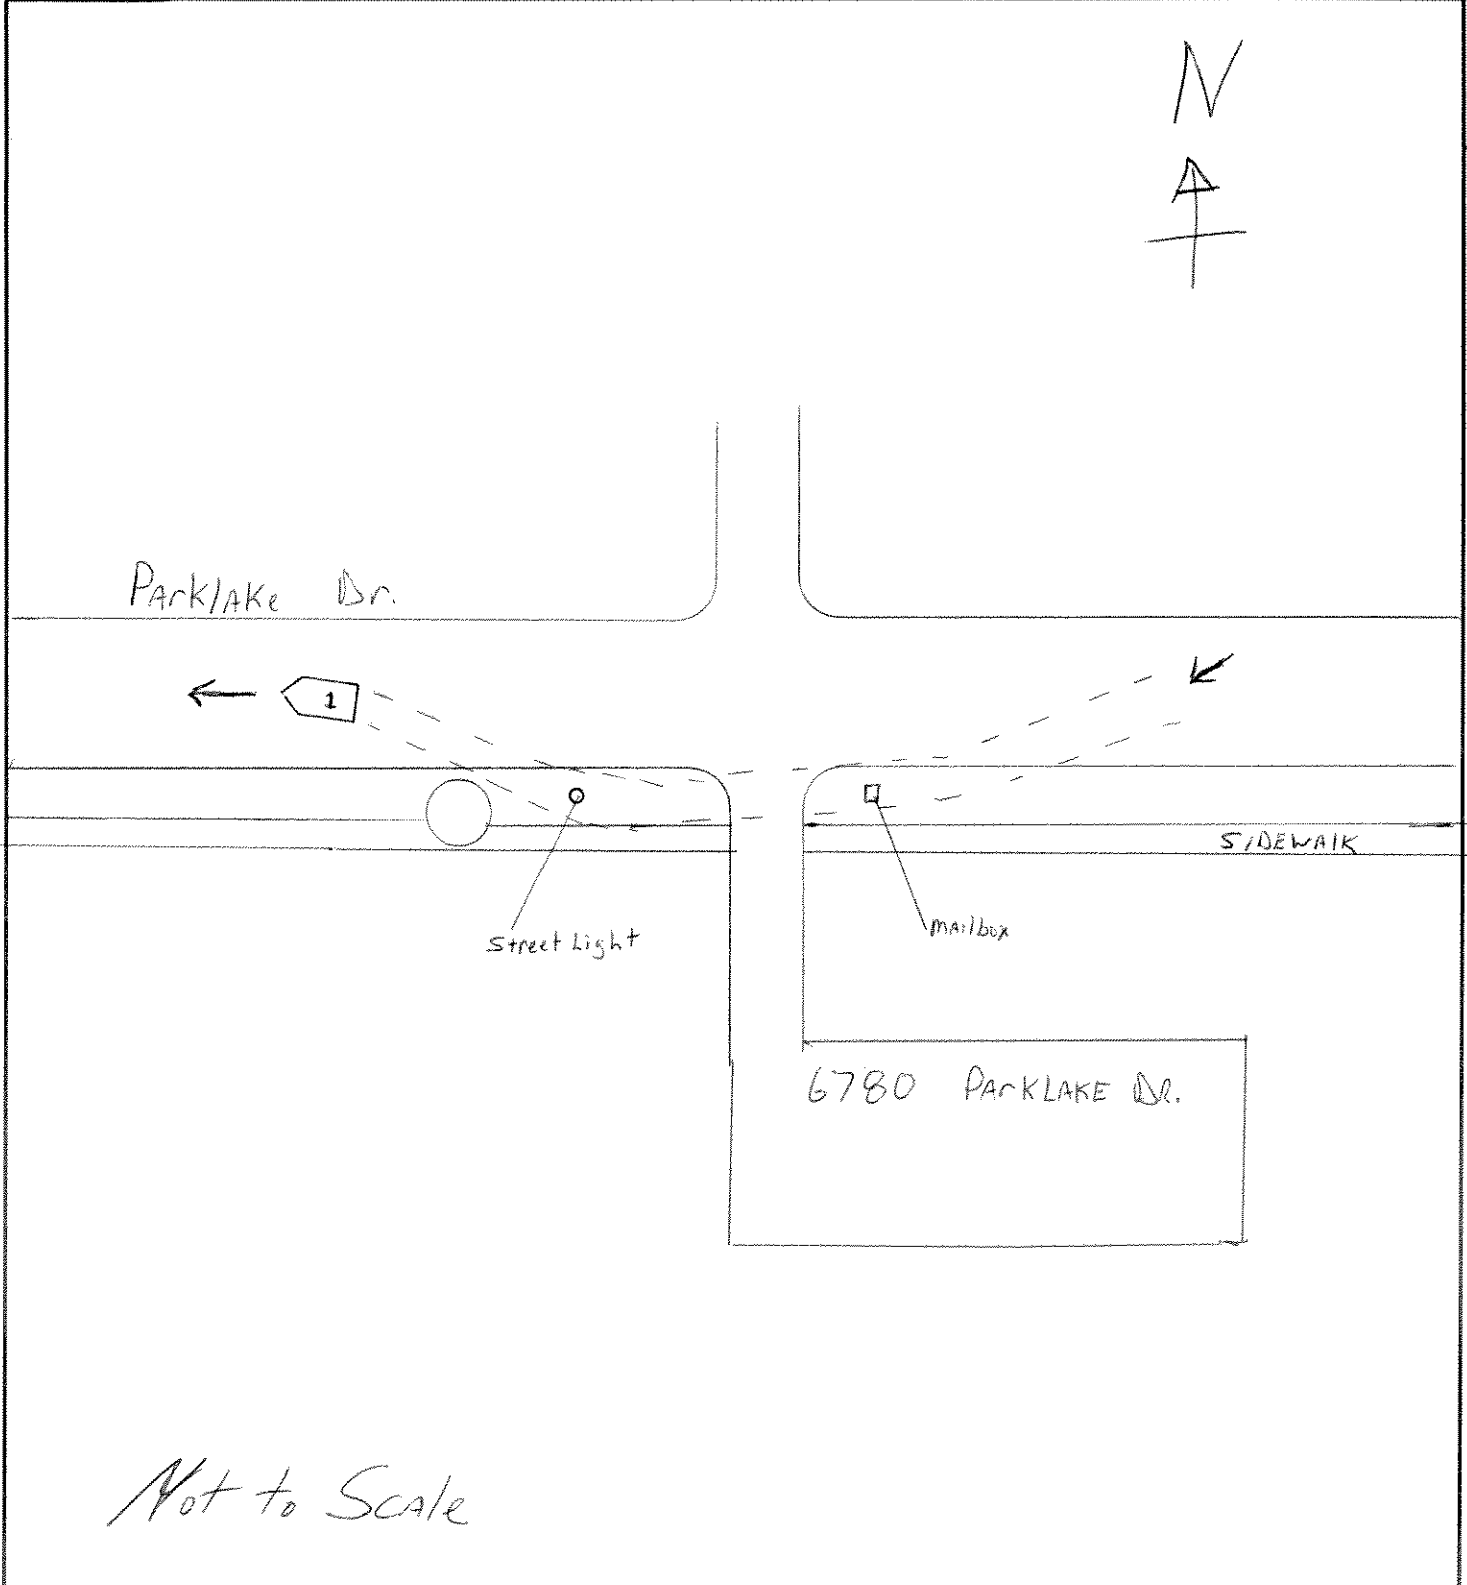 N
Parklake Dr.
1
SIDEWALK
Street Light
Mailbox
6780 PARKLAKE DR.
Not to Scale